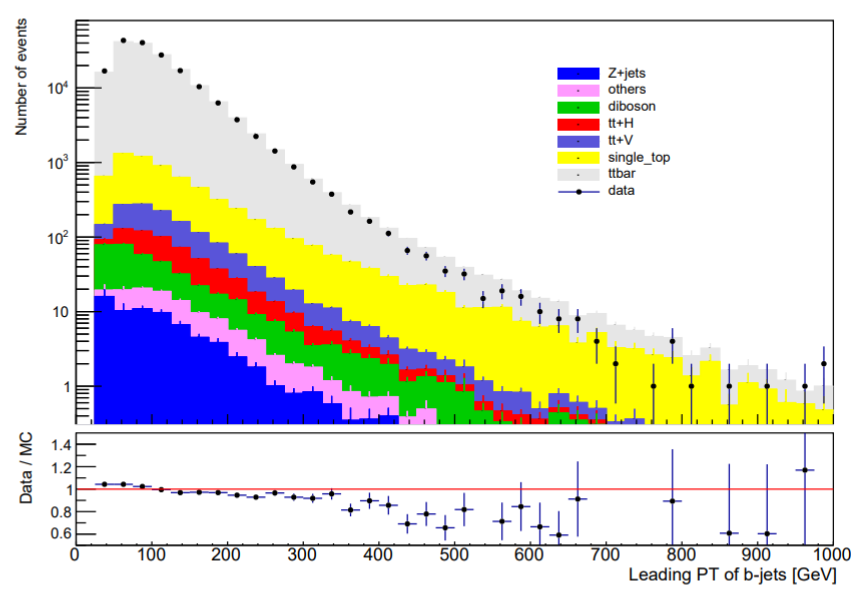 Number of events
10^4
10^3
10^2
10
1
Z+jets
others
diboson
tt+H
tt+V
single_top
ttbar
data
Data / MC
1.4
1.2
1
0.8
0.6
0 100 200 300 400 500 600 700 800 900 1000
Leading PT of b-jets [GeV]